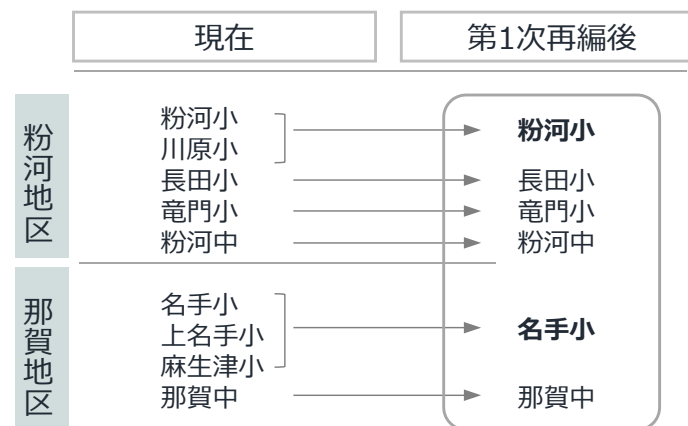 現在
第1次再編後
粉河地区
粉河小
川原小
長田小
竜門小
粉河中
粉河小
長田小
竜門小
粉河中
那賀地区
名手小
上名手小
麻生津小
那賀中
名手小
那賀中